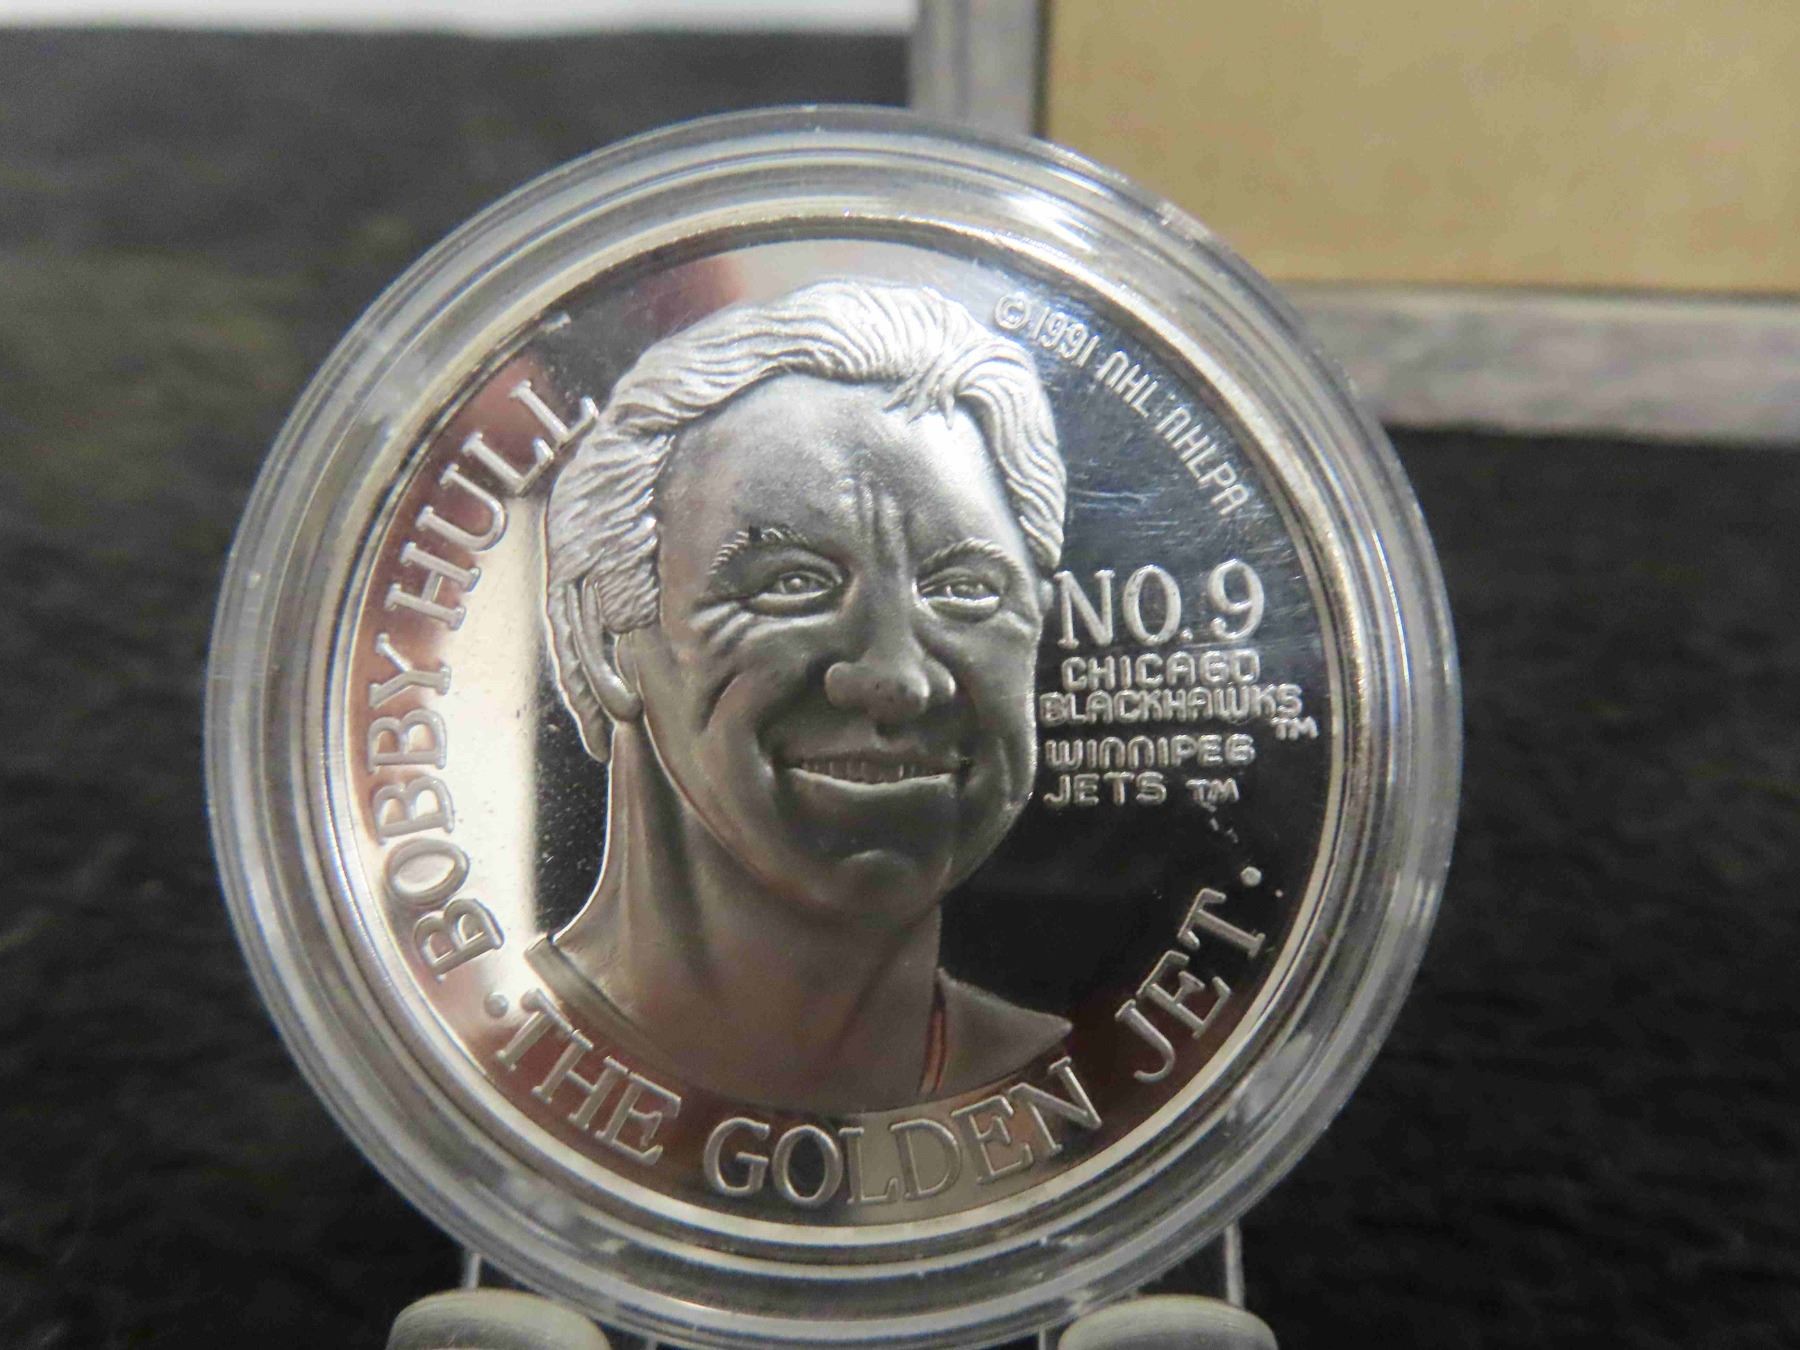 BOBBY HULL
© 1991 NHL NHLPA
NO. 9
CHICAGO
BLACKHAWKS ™
WINNIPEG
JETS ™
· THE GOLDEN JET ·